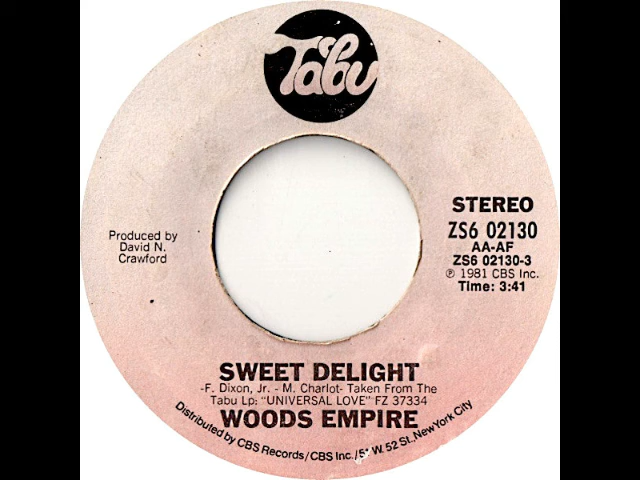 Tabu
STEREO
ZS6 02130
AA-AF
ZS6 02130-3
℗ 1981 CBS Inc.
Time: 3:41
Produced by
David N.
Crawford
SWEET DELIGHT
-F. Dixon, Jr. - M. Charlot- Taken From The
Tabu Lp: "UNIVERSAL LOVE" FZ 37334
WOODS EMPIRE
Distributed by CBS Records/CBS Inc./51 W. 52 St., New York City